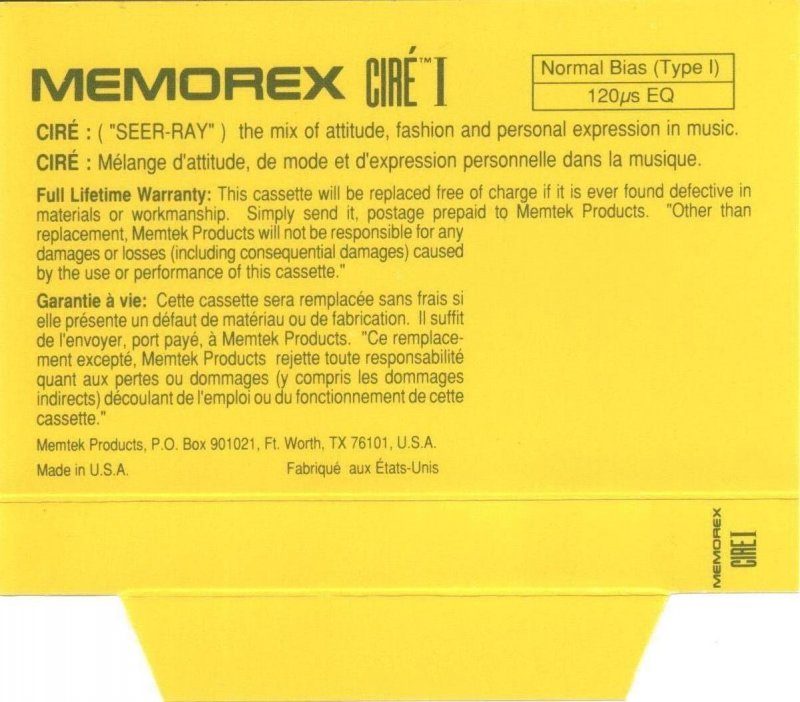 MEMOREX CIRÉ™ I
Normal Bias (Type I)
120µs EQ
CIRÉ : ( "SEER-RAY" ) the mix of attitude, fashion and personal expression in music.
CIRÉ : Mélange d'attitude, de mode et d'expression personnelle dans la musique.
Full Lifetime Warranty: This cassette will be replaced free of charge if it is ever found defective in
materials or workmanship. Simply send it, postage prepaid to Memtek Products. "Other than
replacement, Memtek Products will not be responsible for any
damages or losses (including consequential damages) caused
by the use or performance of this cassette."
Garantie à vie: Cette cassette sera remplacée sans frais si
elle présente un défaut de matériau ou de fabrication. Il suffit
de l'envoyer, port payé, à Memtek Products. "Ce remplace-
ment excepté, Memtek Products rejette toute responsabilité
quant aux pertes ou dommages (y compris les dommages
indirects) découlant de l'emploi ou du fonctionnement de cette
cassette."
Memtek Products, P.O. Box 901021, Ft. Worth, TX 76101, U.S.A.
Made in U.S.A. Fabriqué aux États-Unis
MEMOREX
CIRÉ I